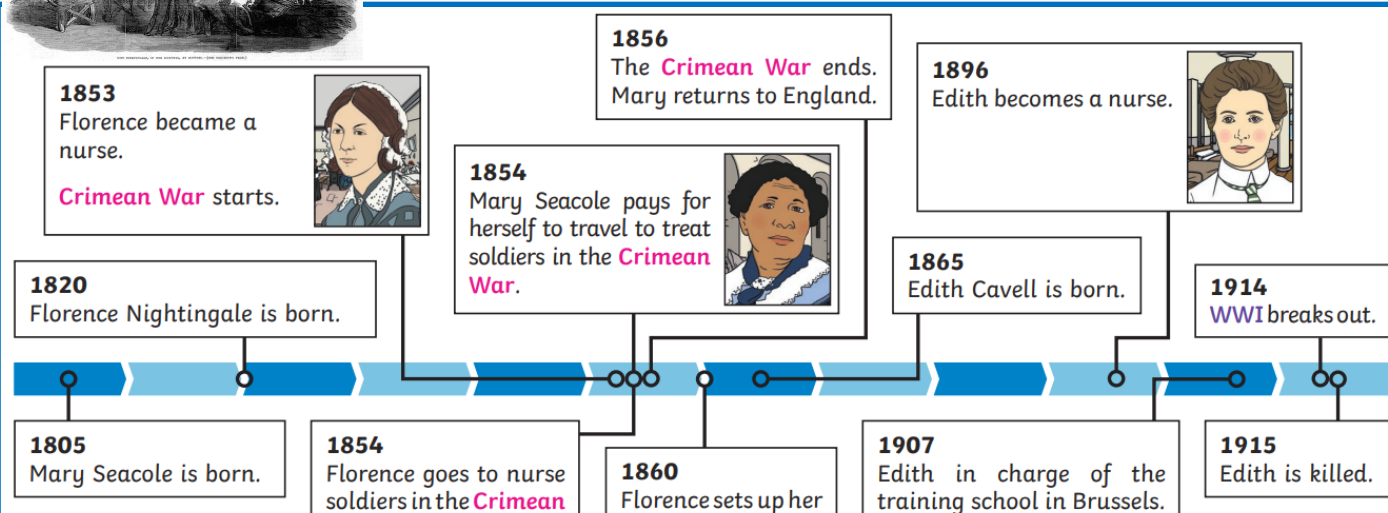 1856
The Crimean War ends.
Mary returns to England.
1896
Edith becomes a nurse.
1853
Florence became a
nurse.
Crimean War starts.
1854
Mary Seacole pays for
herself to travel to treat
soldiers in the Crimean
War.
1865
Edith Cavell is born.
1820
Florence Nightingale is born.
1914
WWI breaks out.
1805
Mary Seacole is born.
1854
Florence goes to nurse
soldiers in the Crimean
1860
Florence sets up her
1907
Edith in charge of the
training school in Brussels.
1915
Edith is killed.